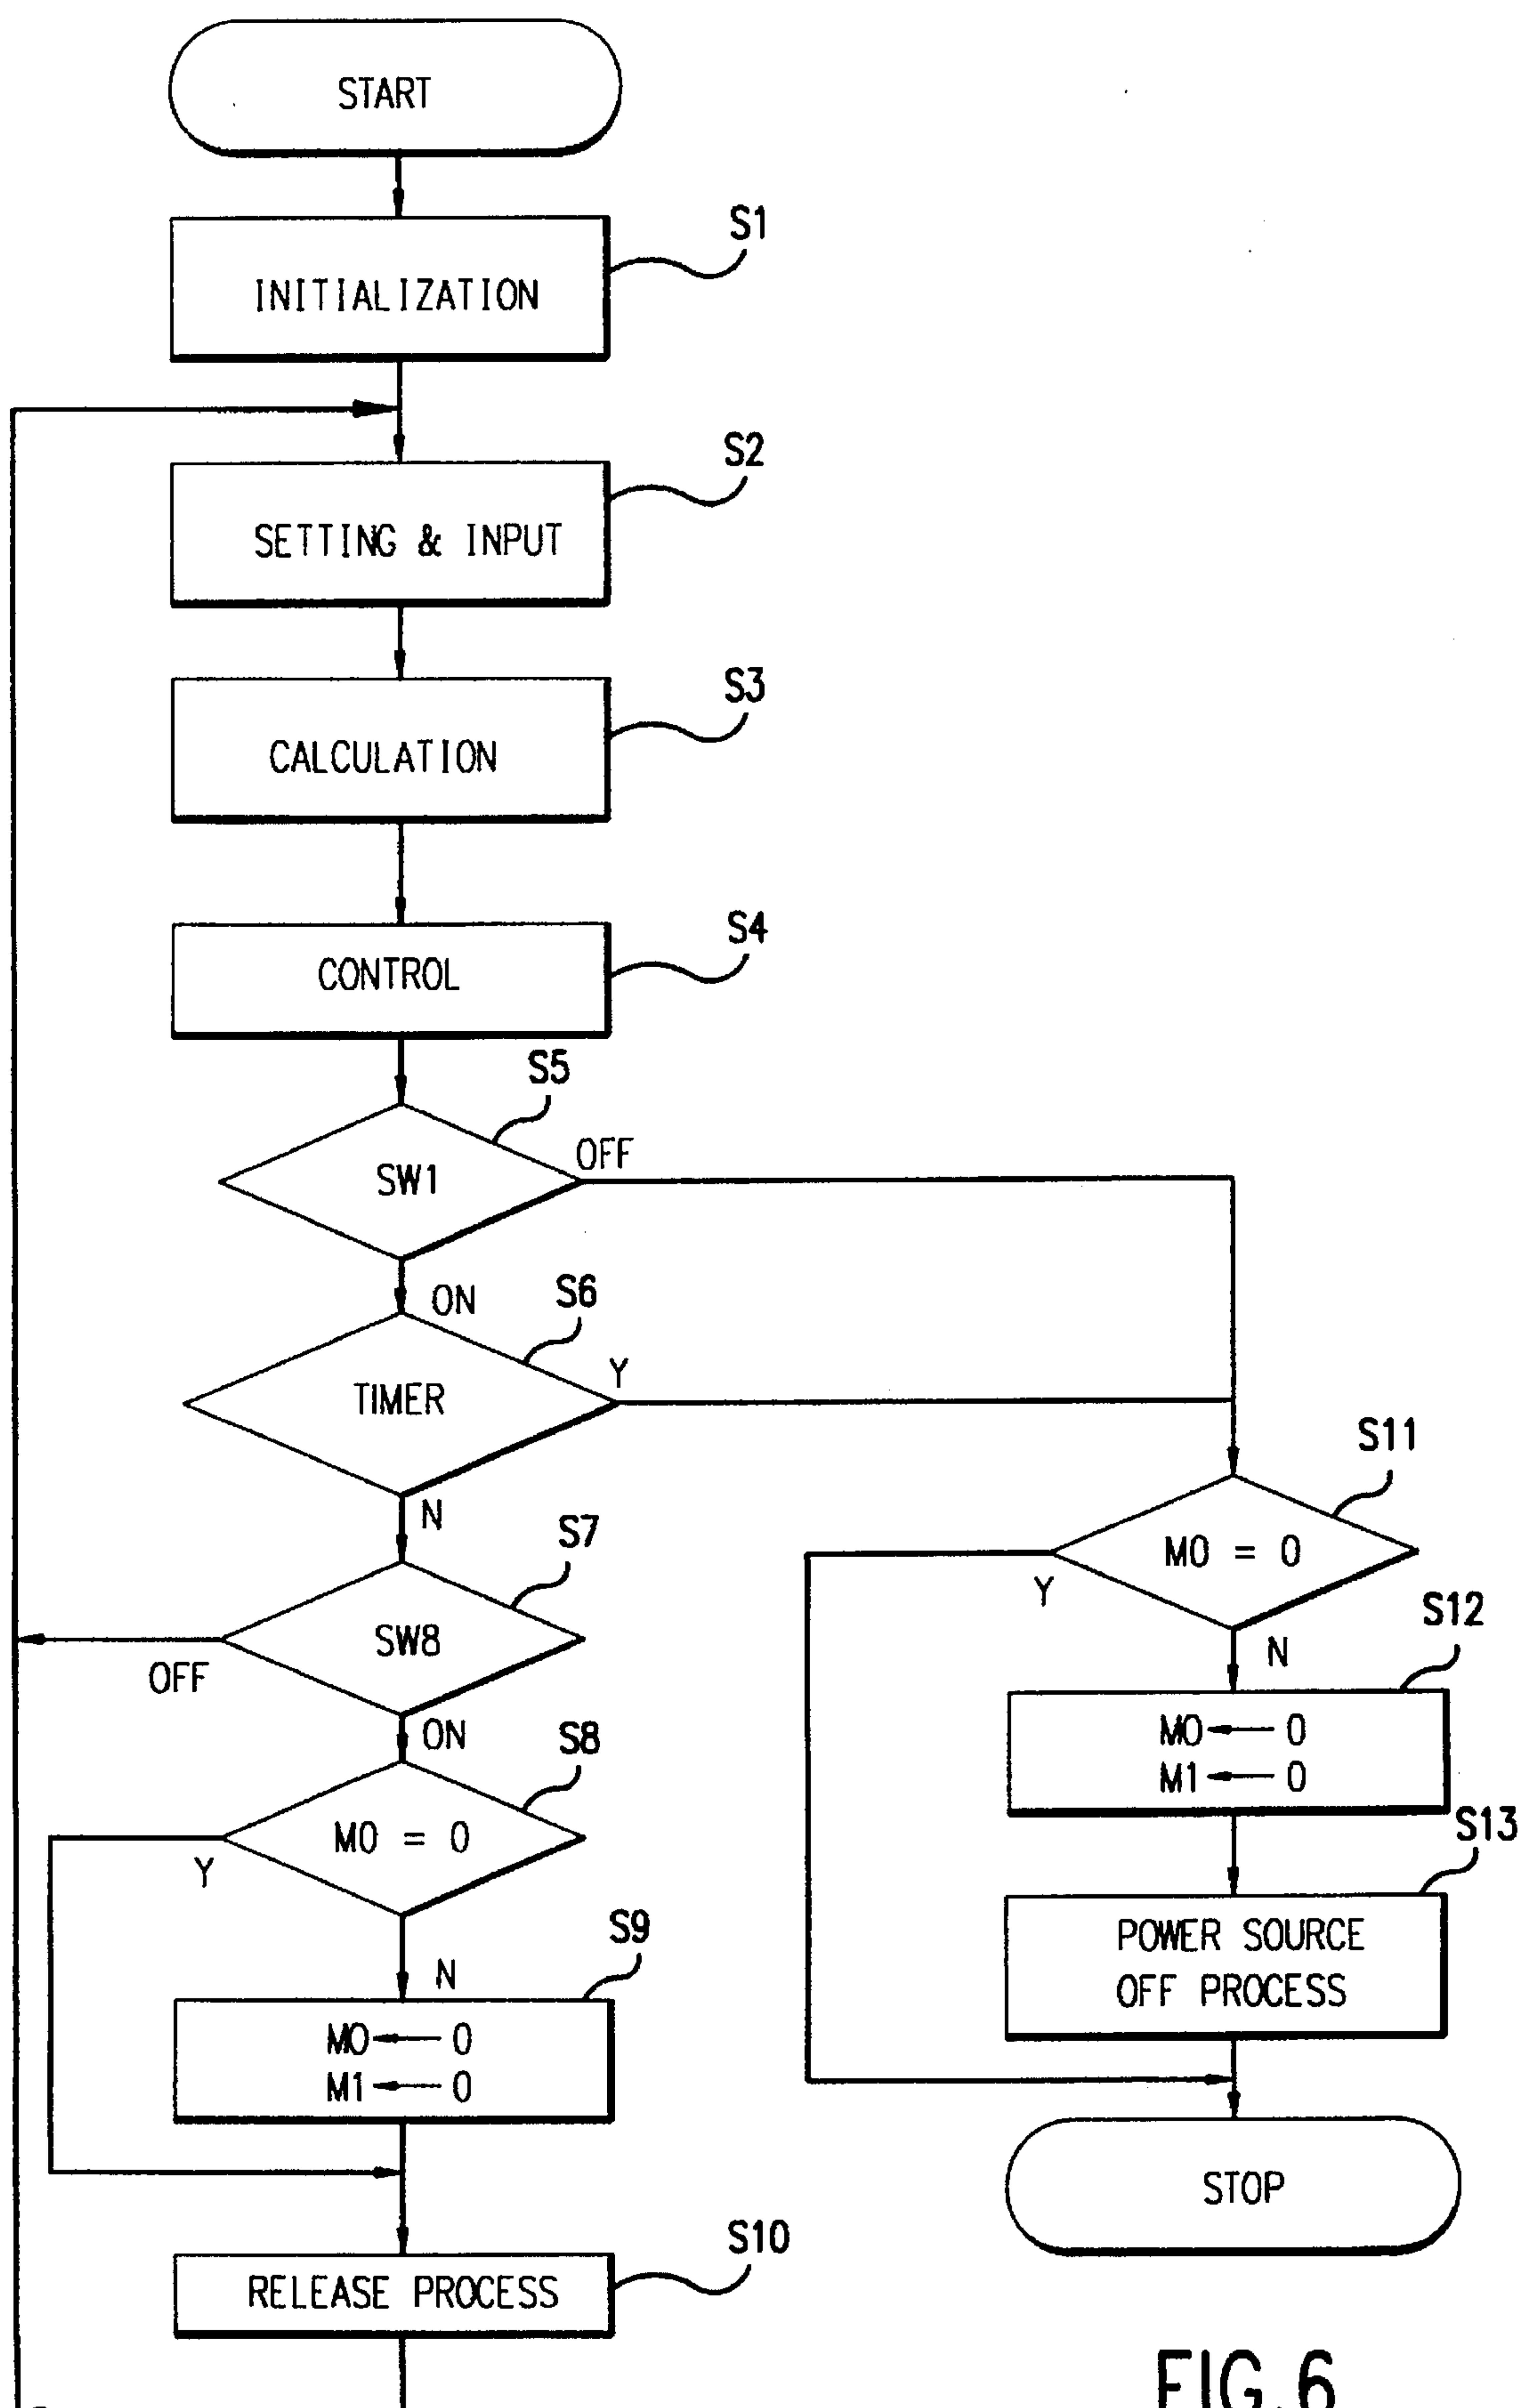 START
S1
INITIALIZATION
S2
SETTING & INPUT
S3
CALCULATION
S4
CONTROL
S5
SW1
OFF
ON
S6
TIMER
Y
N
S7
SW8
OFF
ON
S8
M0 = 0
Y
N
S9
M0 ← 0
M1 ← 0
S10
RELEASE PROCESS
S11
M0 = 0
Y
N
S12
M0 ← 0
M1 ← 0
S13
POWER SOURCE
OFF PROCESS
STOP
FIG.6